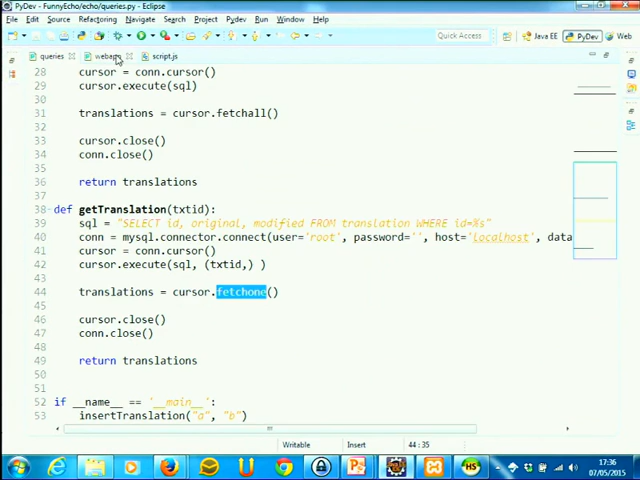 PyDev - FunnyEcho/echo/queries.py - Eclipse
File Edit Source Refactoring Navigate Search Project Pydev Run Window Help
Quick Access Java EE PyDev Web
queries script.js
28 cursor = conn.cursor()
29 cursor.execute(sql)
30
31 translations = cursor.fetchall()
32
33 cursor.close()
34 conn.close()
35
36 return translations
37
38 def getTranslation(txtid):
39 sql = "SELECT id, original, modified FROM translation WHERE id=%s"
40 conn = mysql.connector.connect(user='root', password='', host='localhost', data
41 cursor = conn.cursor()
42 cursor.execute(sql, (txtid,) )
43
44 translations = cursor.fetchone()
45
46 cursor.close()
47 conn.close()
48
49 return translations
50
51
52 if __name__ == '__main__':
53 insertTranslation("a", "b")
Writable Insert 44 : 35
17:36
07/05/2015